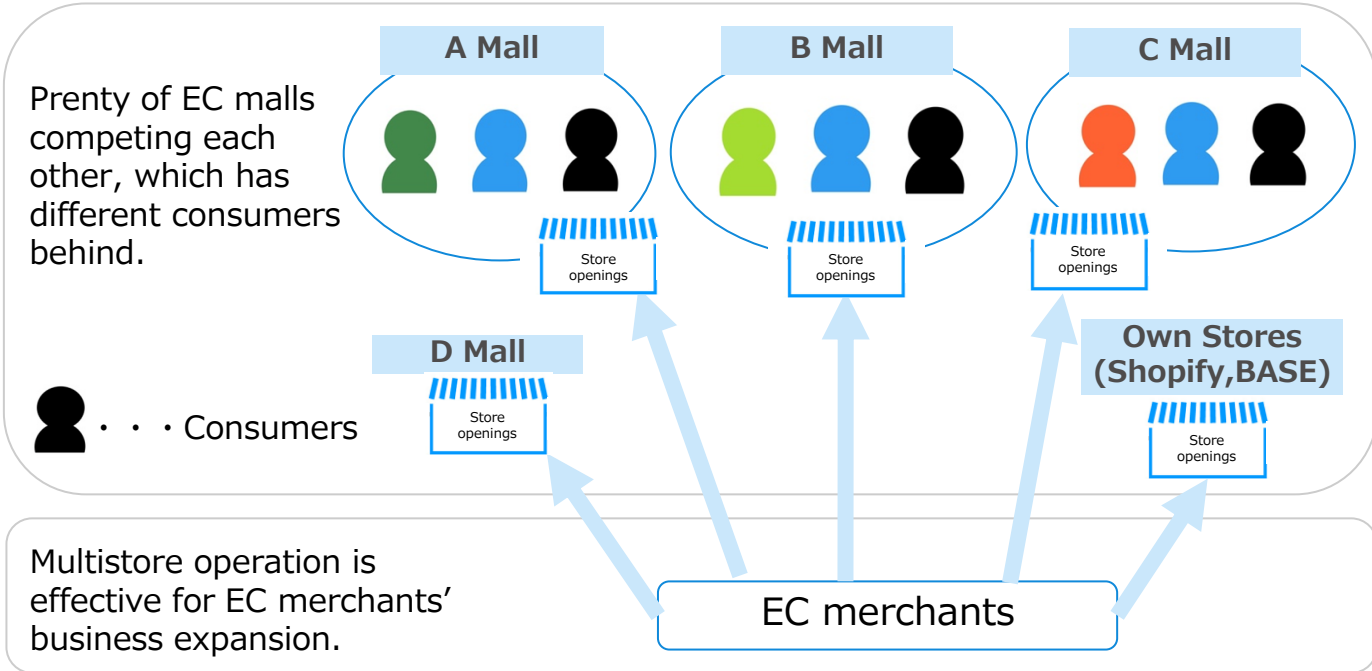 A Mall
B Mall
C Mall
Prenty of EC malls
competing each
other, which has
different consumers
behind.
Store
openings
Store
openings
Store
openings
D Mall
Store
openings
Own Stores
(Shopify,BASE)
Store
openings
・・・Consumers
Multistore operation is
effective for EC merchants’
business expansion.
EC merchants